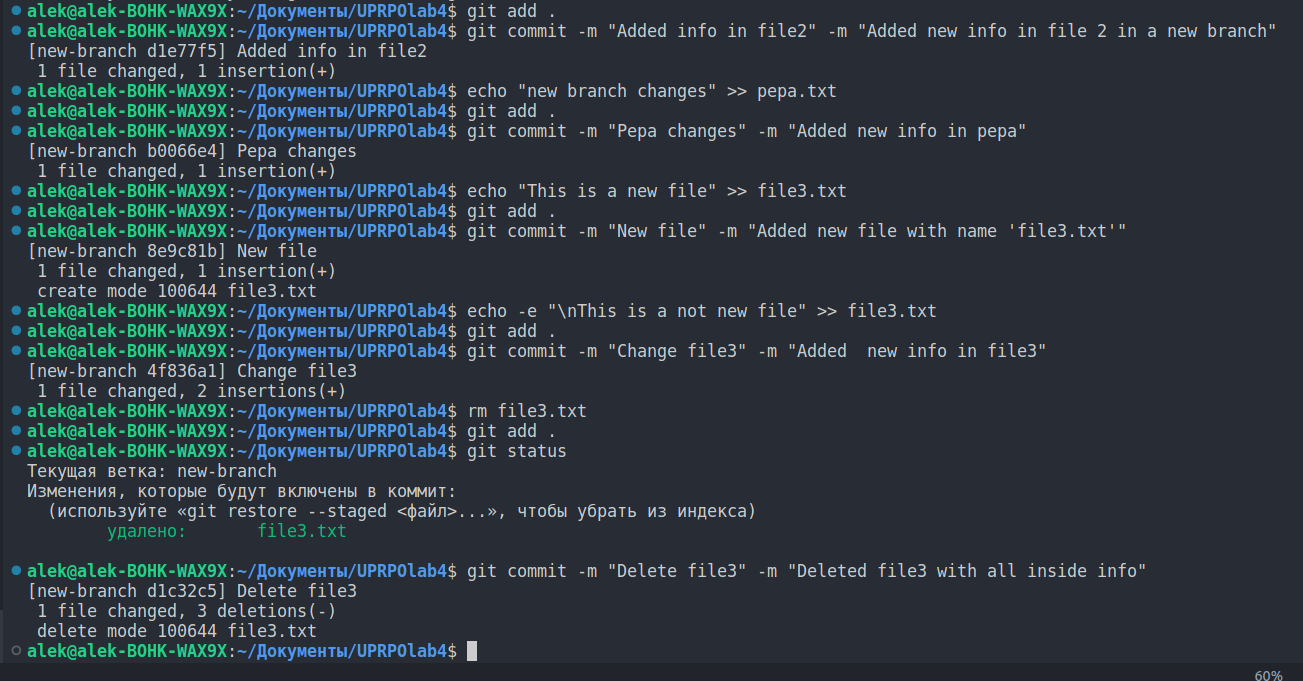 alek@alek-BOHK-WAX9X:~/Документы/UPRPOlab4$ git add .
alek@alek-BOHK-WAX9X:~/Документы/UPRPOlab4$ git commit -m "Added info in file2" -m "Added new info in file 2 in a new branch"
[new-branch d1e77f5] Added info in file2
 1 file changed, 1 insertion(+)
alek@alek-BOHK-WAX9X:~/Документы/UPRPOlab4$ echo "new branch changes" >> pepa.txt
alek@alek-BOHK-WAX9X:~/Документы/UPRPOlab4$ git add .
alek@alek-BOHK-WAX9X:~/Документы/UPRPOlab4$ git commit -m "Pepa changes" -m "Added new info in pepa"
[new-branch b0066e4] Pepa changes
 1 file changed, 1 insertion(+)
alek@alek-BOHK-WAX9X:~/Документы/UPRPOlab4$ echo "This is a new file" >> file3.txt
alek@alek-BOHK-WAX9X:~/Документы/UPRPOlab4$ git add .
alek@alek-BOHK-WAX9X:~/Документы/UPRPOlab4$ git commit -m "New file" -m "Added new file with name 'file3.txt'"
[new-branch 8e9c81b] New file
 1 file changed, 1 insertion(+)
 create mode 100644 file3.txt
alek@alek-BOHK-WAX9X:~/Документы/UPRPOlab4$ echo -e "\nThis is a not new file" >> file3.txt
alek@alek-BOHK-WAX9X:~/Документы/UPRPOlab4$ git add .
alek@alek-BOHK-WAX9X:~/Документы/UPRPOlab4$ git commit -m "Change file3" -m "Added  new info in file3"
[new-branch 4f836a1] Change file3
 1 file changed, 2 insertions(+)
alek@alek-BOHK-WAX9X:~/Документы/UPRPOlab4$ rm file3.txt
alek@alek-BOHK-WAX9X:~/Документы/UPRPOlab4$ git add .
alek@alek-BOHK-WAX9X:~/Документы/UPRPOlab4$ git status
Текущая ветка: new-branch
Изменения, которые будут включены в коммит:
  (используйте «git restore --staged <файл>...», чтобы убрать из индекса)
        удалено:       file3.txt

alek@alek-BOHK-WAX9X:~/Документы/UPRPOlab4$ git commit -m "Delete file3" -m "Deleted file3 with all inside info"
[new-branch d1c32c5] Delete file3
 1 file changed, 3 deletions(-)
 delete mode 100644 file3.txt
alek@alek-BOHK-WAX9X:~/Документы/UPRPOlab4$
60%